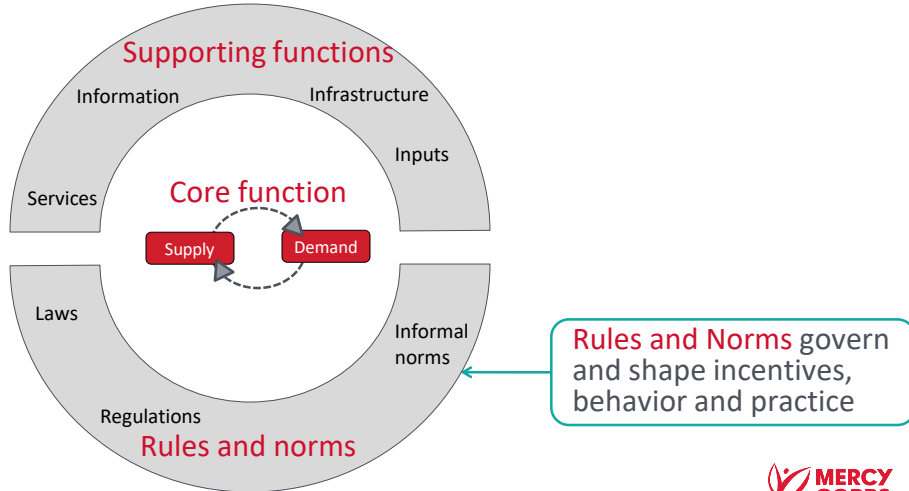 Supporting functions
Information
Infrastructure
Inputs
Services
Core function
Supply
Demand
Laws
Informal
norms
Regulations
Rules and norms
Rules and Norms govern
and shape incentives,
behavior and practice
MERCY